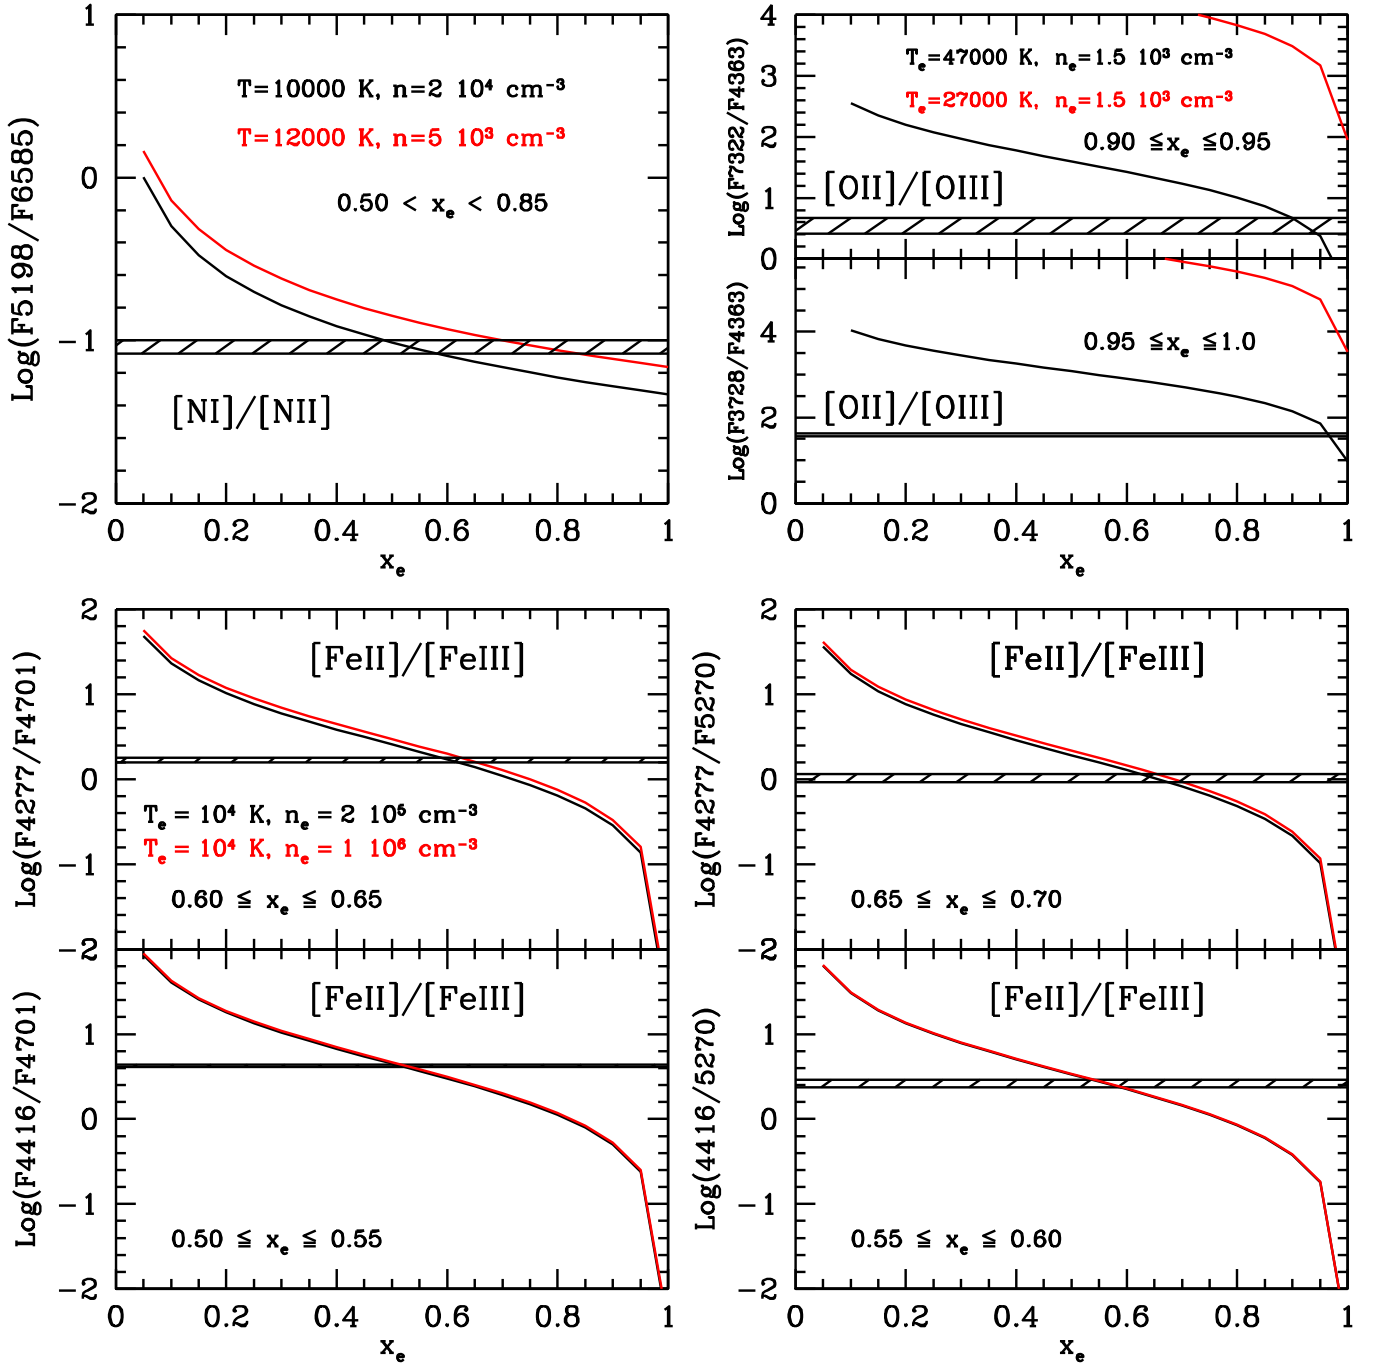 Log(F5198/F6585)
1
0
−1
−2
T=10000 K, n=2 10⁴ cm⁻³
T=12000 K, n=5 10³ cm⁻³
0.50 < xₑ < 0.85
[NI]/[NII]
0 0.2 0.4 0.6 0.8 1
xₑ
Log(F7322/F4363)
4
3
2
1
0
Tₑ=47000 K, nₑ=1.5 10³ cm⁻³
Tₑ=27000 K, nₑ=1.5 10³ cm⁻³
0.90 ≦xₑ ≦0.95
[OII]/[OIII]
Log(F3728/F4363)
4
2
0
0.95 ≦xₑ ≦1.0
[OII]/[OIII]
0 0.2 0.4 0.6 0.8 1
xₑ
Log(F4277/F4701)
2
1
0
−1
−2
[FeII]/[FeIII]
Tₑ = 10⁴ K, nₑ = 2 10⁵ cm⁻³
Tₑ = 10⁴ K, nₑ = 1 10⁶ cm⁻³
0.60 ≦ xₑ ≦ 0.65
Log(F4277/F5270)
2
1
0
−1
−2
[FeII]/[FeIII]
0.65 ≦ xₑ ≦ 0.70
Log(F4416/F4701)
1
0
−1
−2
[FeII]/[FeIII]
0.50 ≦ xₑ ≦ 0.55
0 0.2 0.4 0.6 0.8 1
xₑ
Log(4416/5270)
1
0
−1
−2
[FeII]/[FeIII]
0.55 ≦ xₑ ≦ 0.60
0 0.2 0.4 0.6 0.8 1
xₑ